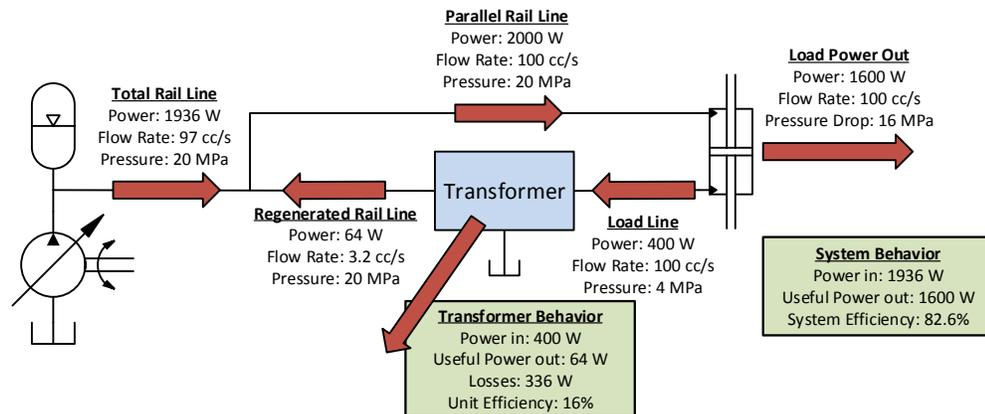 Parallel Rail Line
Power: 2000 W
Flow Rate: 100 cc/s
Pressure: 20 MPa
Load Power Out
Power: 1600 W
Flow Rate: 100 cc/s
Pressure Drop: 16 MPa
Total Rail Line
Power: 1936 W
Flow Rate: 97 cc/s
Pressure: 20 MPa
Transformer
Regenerated Rail Line
Power: 64 W
Flow Rate: 3.2 cc/s
Pressure: 20 MPa
Load Line
Power: 400 W
Flow Rate: 100 cc/s
Pressure: 4 MPa
System Behavior
Power in: 1936 W
Useful Power out: 1600 W
System Efficiency: 82.6%
Transformer Behavior
Power in: 400 W
Useful Power out: 64 W
Losses: 336 W
Unit Efficiency: 16%